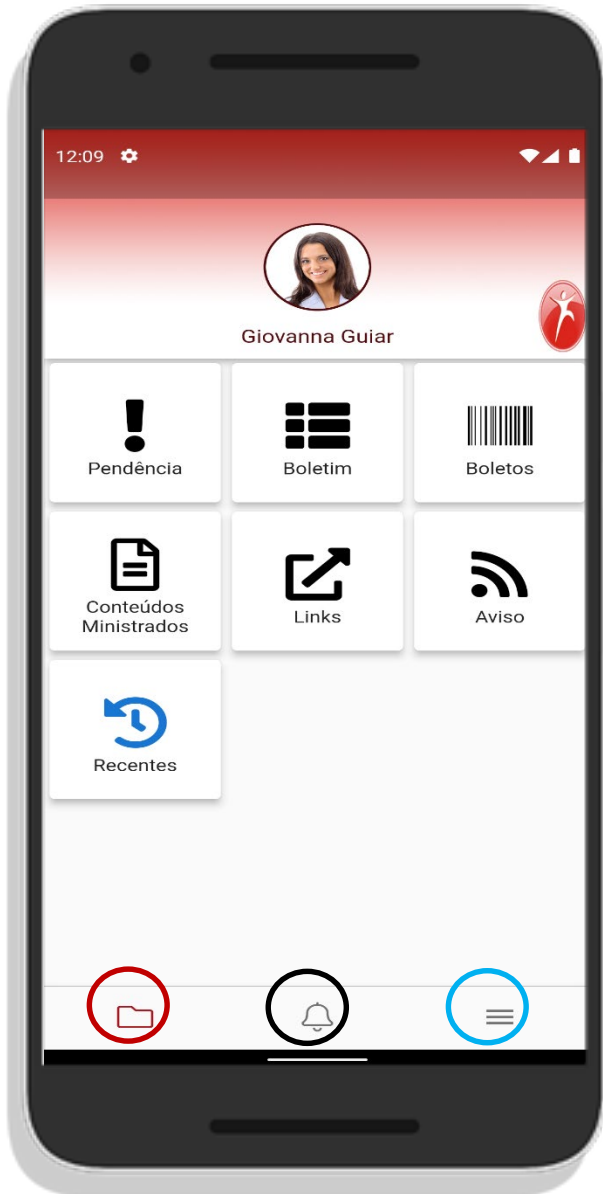 12:09
Giovanna Guiar
Pendência
Boletim
Boletos
Conteúdos
Ministrados
Links
Aviso
Recentes